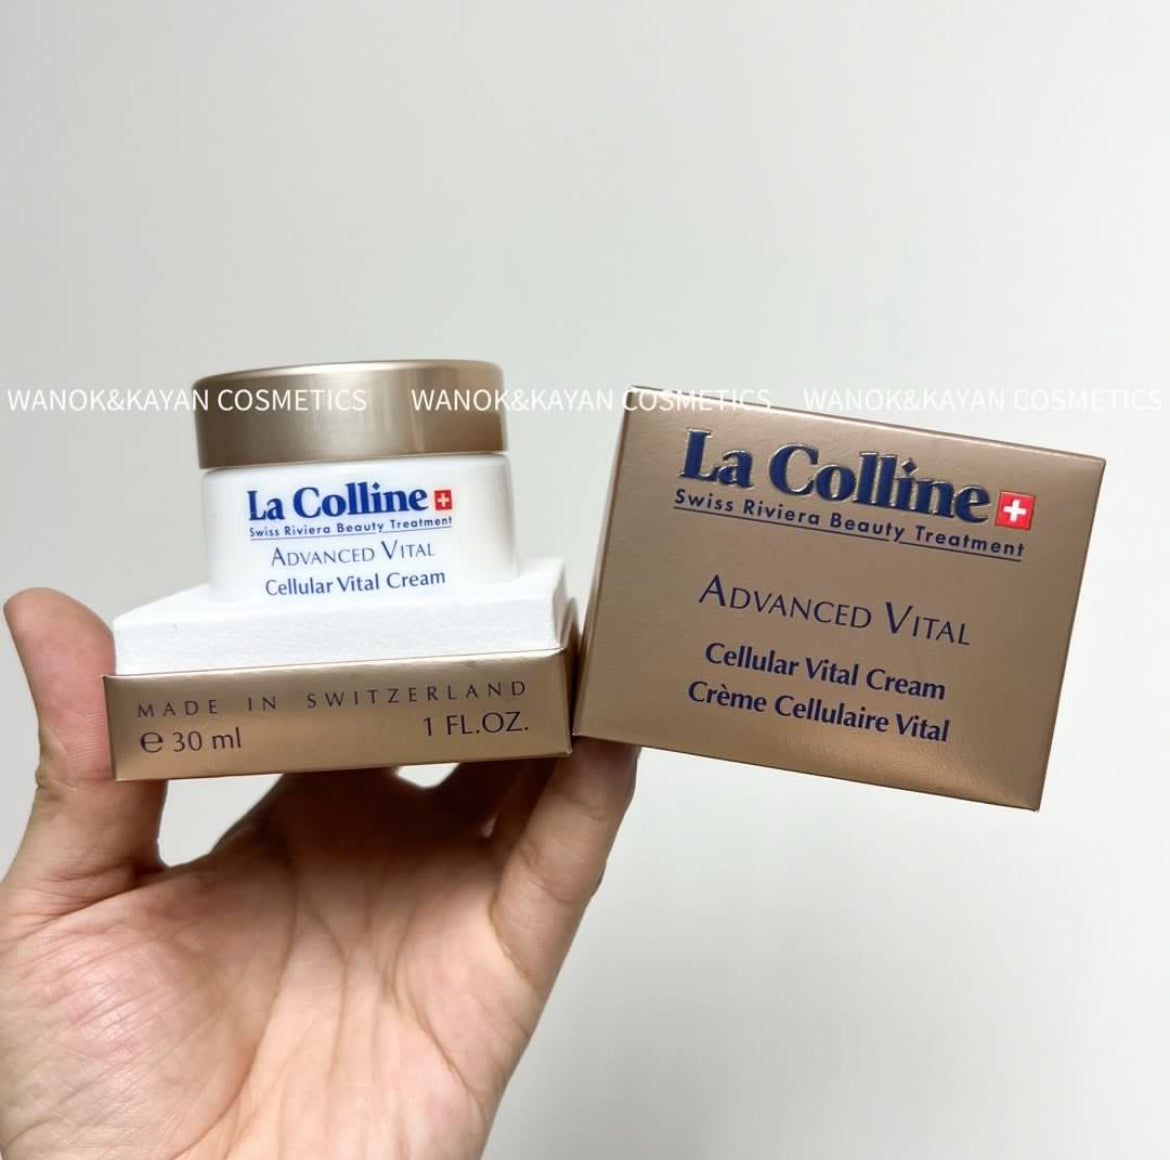 WANOK&KAYAN COSMETICS WANOK&KAYAN COSMETICS WANOK&KAYAN COSMETICS
La Colline
Swiss Riviera Beauty Treatment
ADVANCED VITAL
Cellular Vital Cream
MADE IN SWITZERLAND
℮ 30 ml 1 FL.OZ.
La Colline
Swiss Riviera Beauty Treatment
ADVANCED VITAL
Cellular Vital Cream
Crème Cellulaire Vital